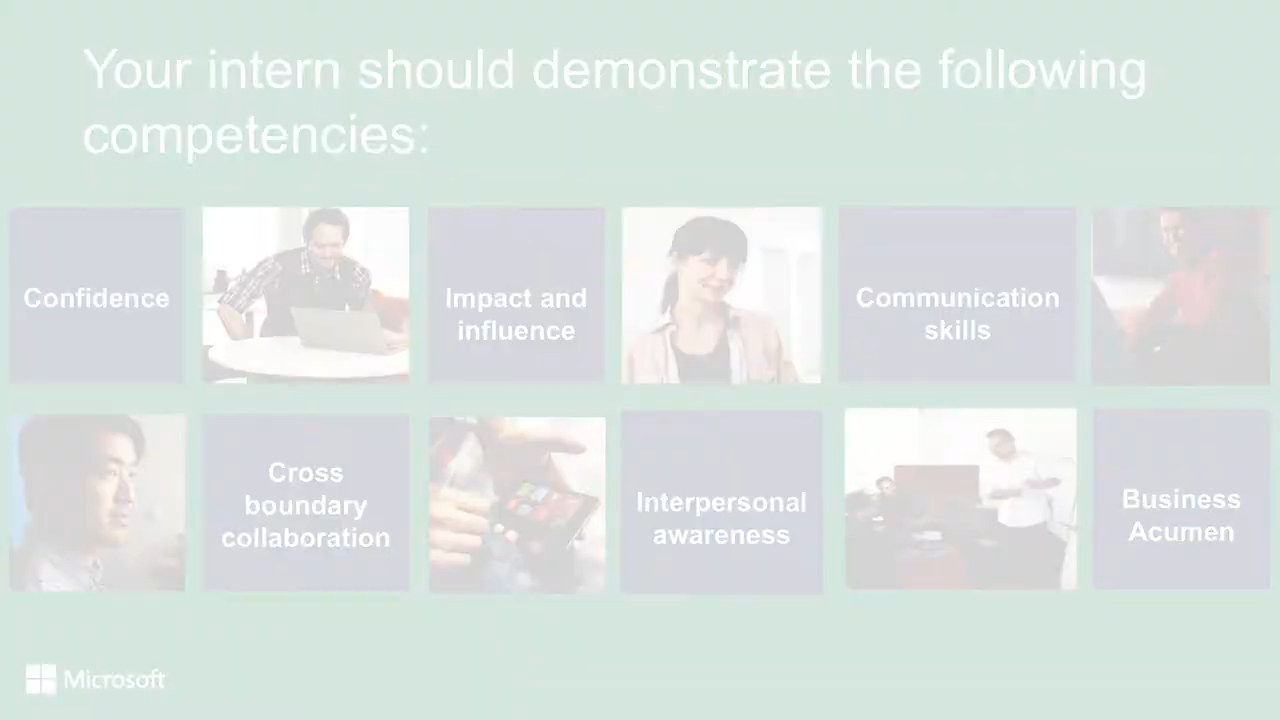 Your intern should demonstrate the following
competencies:
Confidence
Impact and
influence
Communication
skills
Cross
boundary
collaboration
Interpersonal
awareness
Business
Acumen
Microsoft